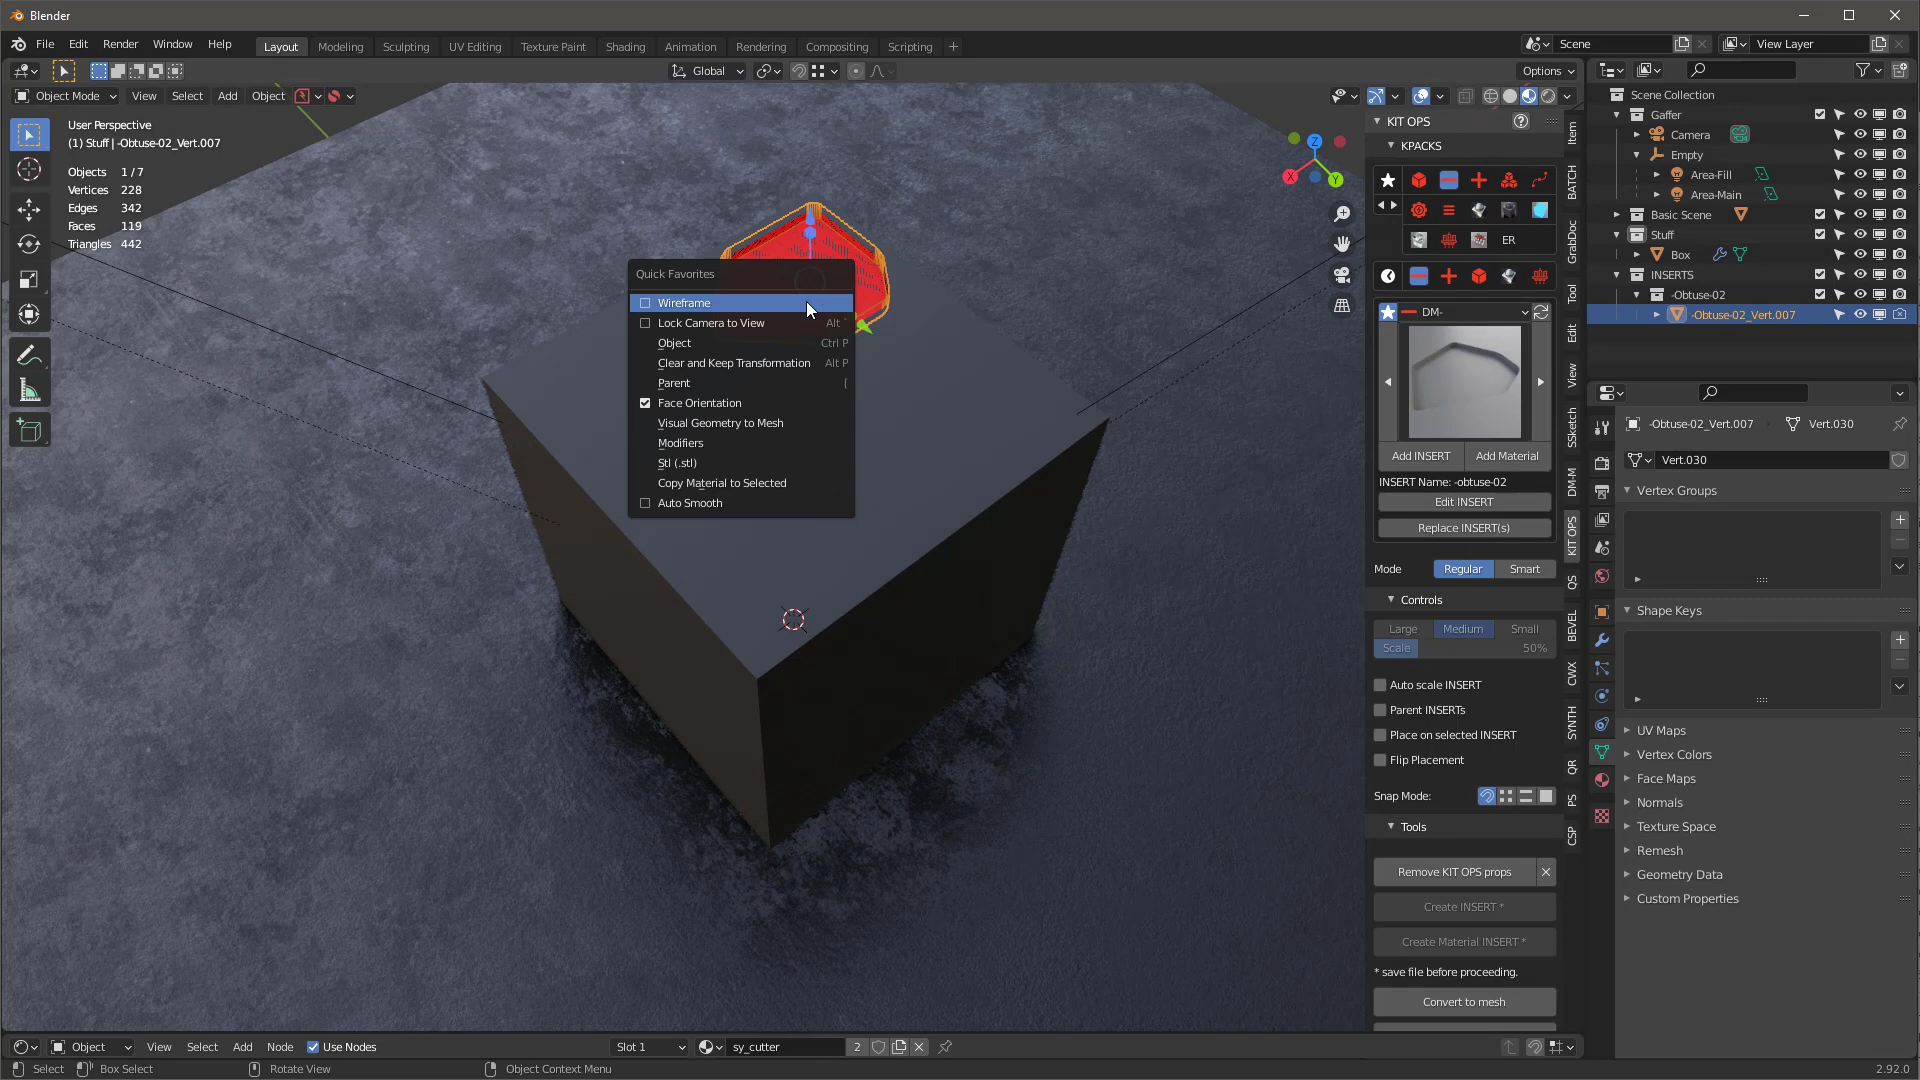 Blender
File Edit Render Window Help
Layout Modeling Sculpting UV Editing Texture Paint Shading Animation Rendering Compositing Scripting +
Scene
View Layer
Global
Options
Object Mode View Select Add Object
User Perspective
(1) Stuff | -Obtuse-02_Vert.007
Objects 1 / 7
Vertices 228
Edges 342
Faces 119
Triangles 442
Z
X
Y
Quick Favorites
Wireframe
Lock Camera to View Alt `
Object Ctrl P
Clear and Keep Transformation Alt P
Parent [
Face Orientation
Visual Geometry to Mesh
Modifiers
Stl (.stl)
Copy Material to Selected
Auto Smooth
KIT OPS
KPACKS
ER
DM-
Add INSERT Add Material
INSERT Name: -obtuse-02
Edit INSERT
Replace INSERT(s)
Mode Regular Smart
Controls
Large Medium Small
Scale 50%
Auto scale INSERT
Parent INSERTs
Place on selected INSERT
Flip Placement
Snap Mode:
Tools
Remove KIT OPS props
Create INSERT *
Create Material INSERT *
* save file before proceeding.
Convert to mesh
Item
BATCH
GrabDoc
Tool
Edit
View
SSketch
DM-M
KIT OPS
QS
BEVEL
CWX
SYNTH
QR
PS
CSP
Scene Collection
Gaffer
Camera
Empty
Area-Fill
Area-Main
Basic Scene
Stuff
Box
INSERTS
-Obtuse-02
-Obtuse-02_Vert.007
-Obtuse-02_Vert.007 Vert.030
Vert.030
Vertex Groups
Shape Keys
UV Maps
Vertex Colors
Face Maps
Normals
Texture Space
Remesh
Geometry Data
Custom Properties
Object View Select Add Node Use Nodes Slot 1 sy_cutter 2
Select Box Select Rotate View Object Context Menu 2.92.0